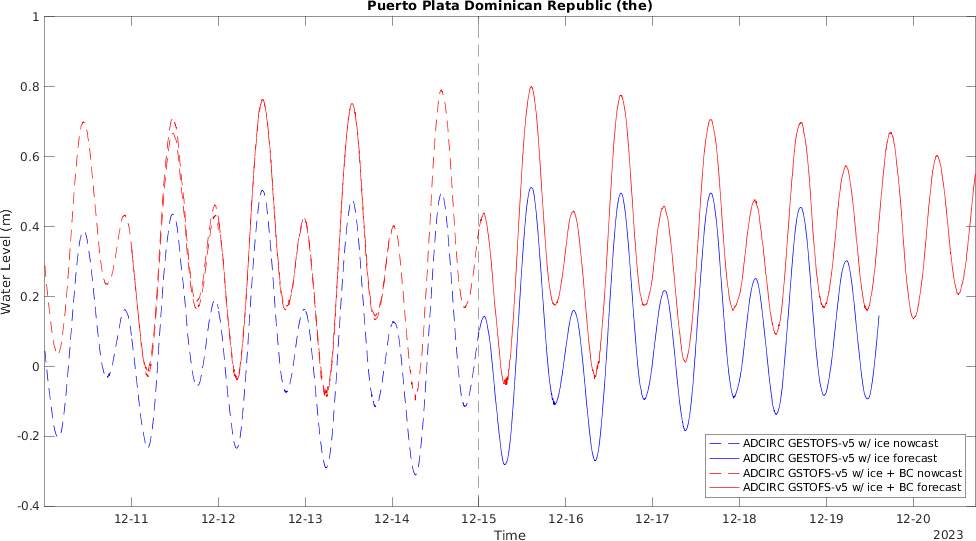 Puerto Plata Dominican Republic (the)
Water Level (m)
1
0.8
0.6
0.4
0.2
0
-0.2
-0.4
ADCIRC GESTOFS-v5 w/ ice nowcast
ADCIRC GESTOFS-v5 w/ ice forecast
ADCIRC GSTOFS-v5 w/ ice + BC nowcast
ADCIRC GSTOFS-v5 w/ ice + BC forecast
12-11 12-12 12-13 12-14 12-15 12-16 12-17 12-18 12-19 12-20
Time
2023